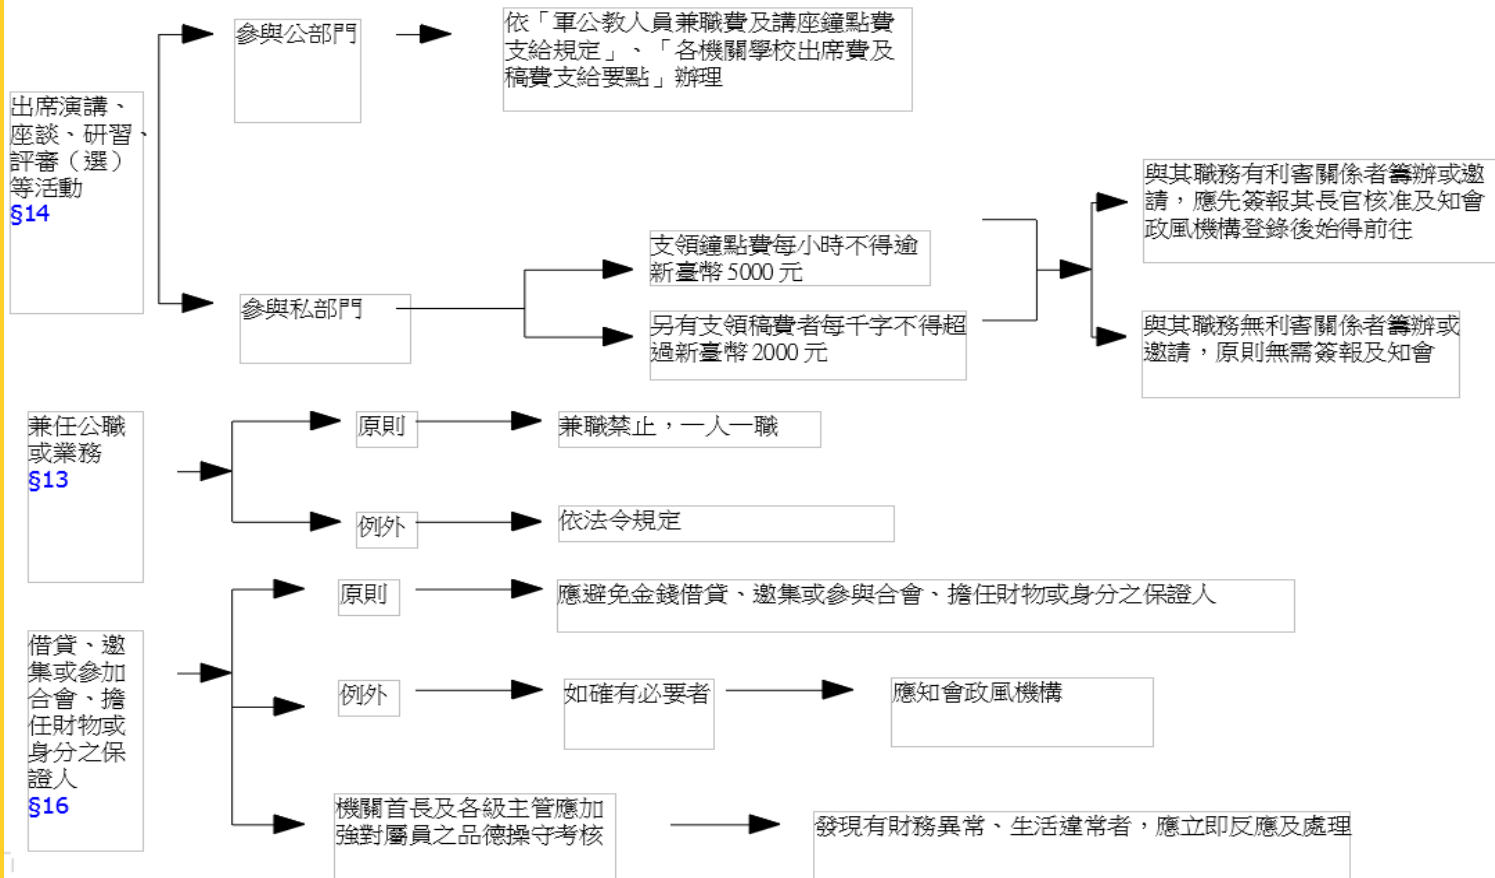 出席演講、
座談、研習、
評審（選）
等活動
§14
參與公部門
依「軍公教人員兼職費及講座鐘點費
支給規定」、「各機關學校出席費及
稿費支給要點」辦理
參與私部門
支領鐘點費每小時不得逾
新臺幣 5000 元
另有支領稿費者每千字不得超
過新臺幣 2000 元
與其職務有利害關係者籌辦或邀
請，應先簽報其長官核准及知會
政風機構登錄後始得前往
與其職務無利害關係者籌辦或
邀請，原則無需簽報及知會
兼任公職
或業務
§13
原則
兼職禁止，一人一職
例外
依法令規定
借貸、邀
集或參加
合會、擔
任財物或
身分之保
證人
§16
原則
應避免金錢借貸、邀集或參與合會、擔任財物或身分之保證人
例外
如確有必要者
應知會政風機構
機關首長及各級主管應加
強對屬員之品德操守考核
發現有財務異常、生活違常者，應立即反應及處理